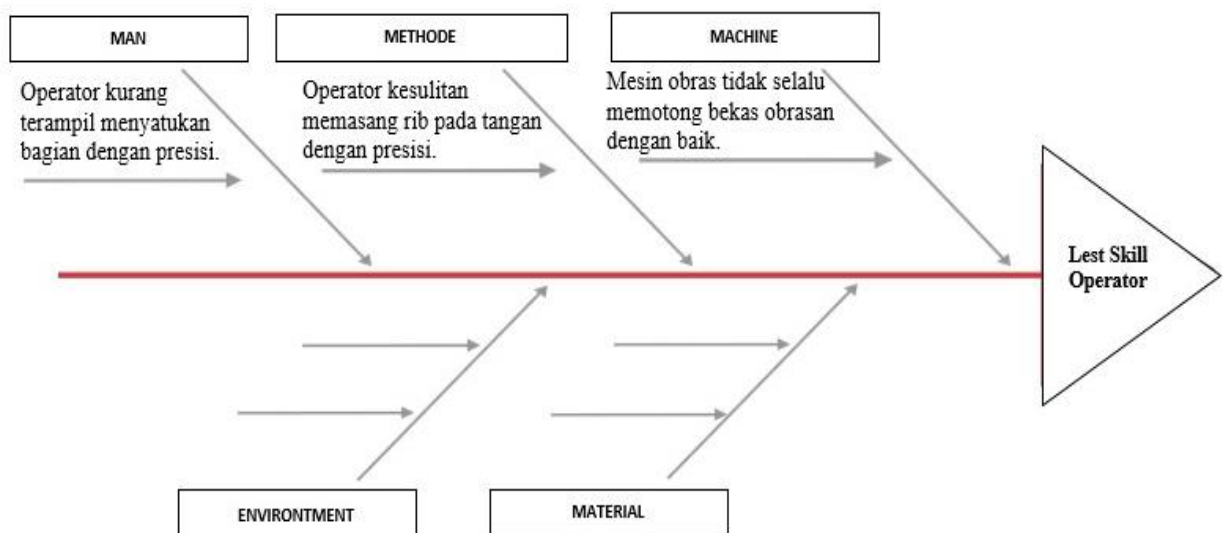 MAN
Operator kurang
terampil menyatukan
bagian dengan presisi.
METHODE
Operator kesulitan
memasang rib pada tangan
dengan presisi.
MACHINE
Mesin obras tidak selalu
memotong bekas obrasan
dengan baik.
Lest Skill
Operator
ENVIRONTMENT
MATERIAL